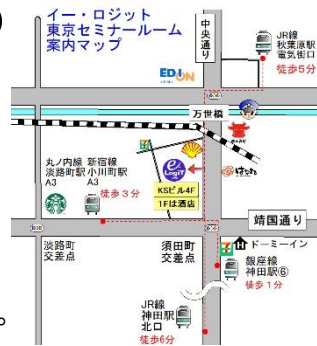 イー・ロジット
東京セミナールーム
案内マップ
中央通り
JR線
秋葉原駅
電気街口
徒歩5分
EDION
万世橋
丸ノ内線 新宿線
淡路町駅 小川町駅
A3 A3
徒歩3分
e
LogiT
KSビル4F
1Fは酒店
靖国通り
淡路町
交差点
須田町
交差点
ドーミーイン
銀座線
神田駅⑥
徒歩1分
JR線
神田駅
北口
徒歩6分